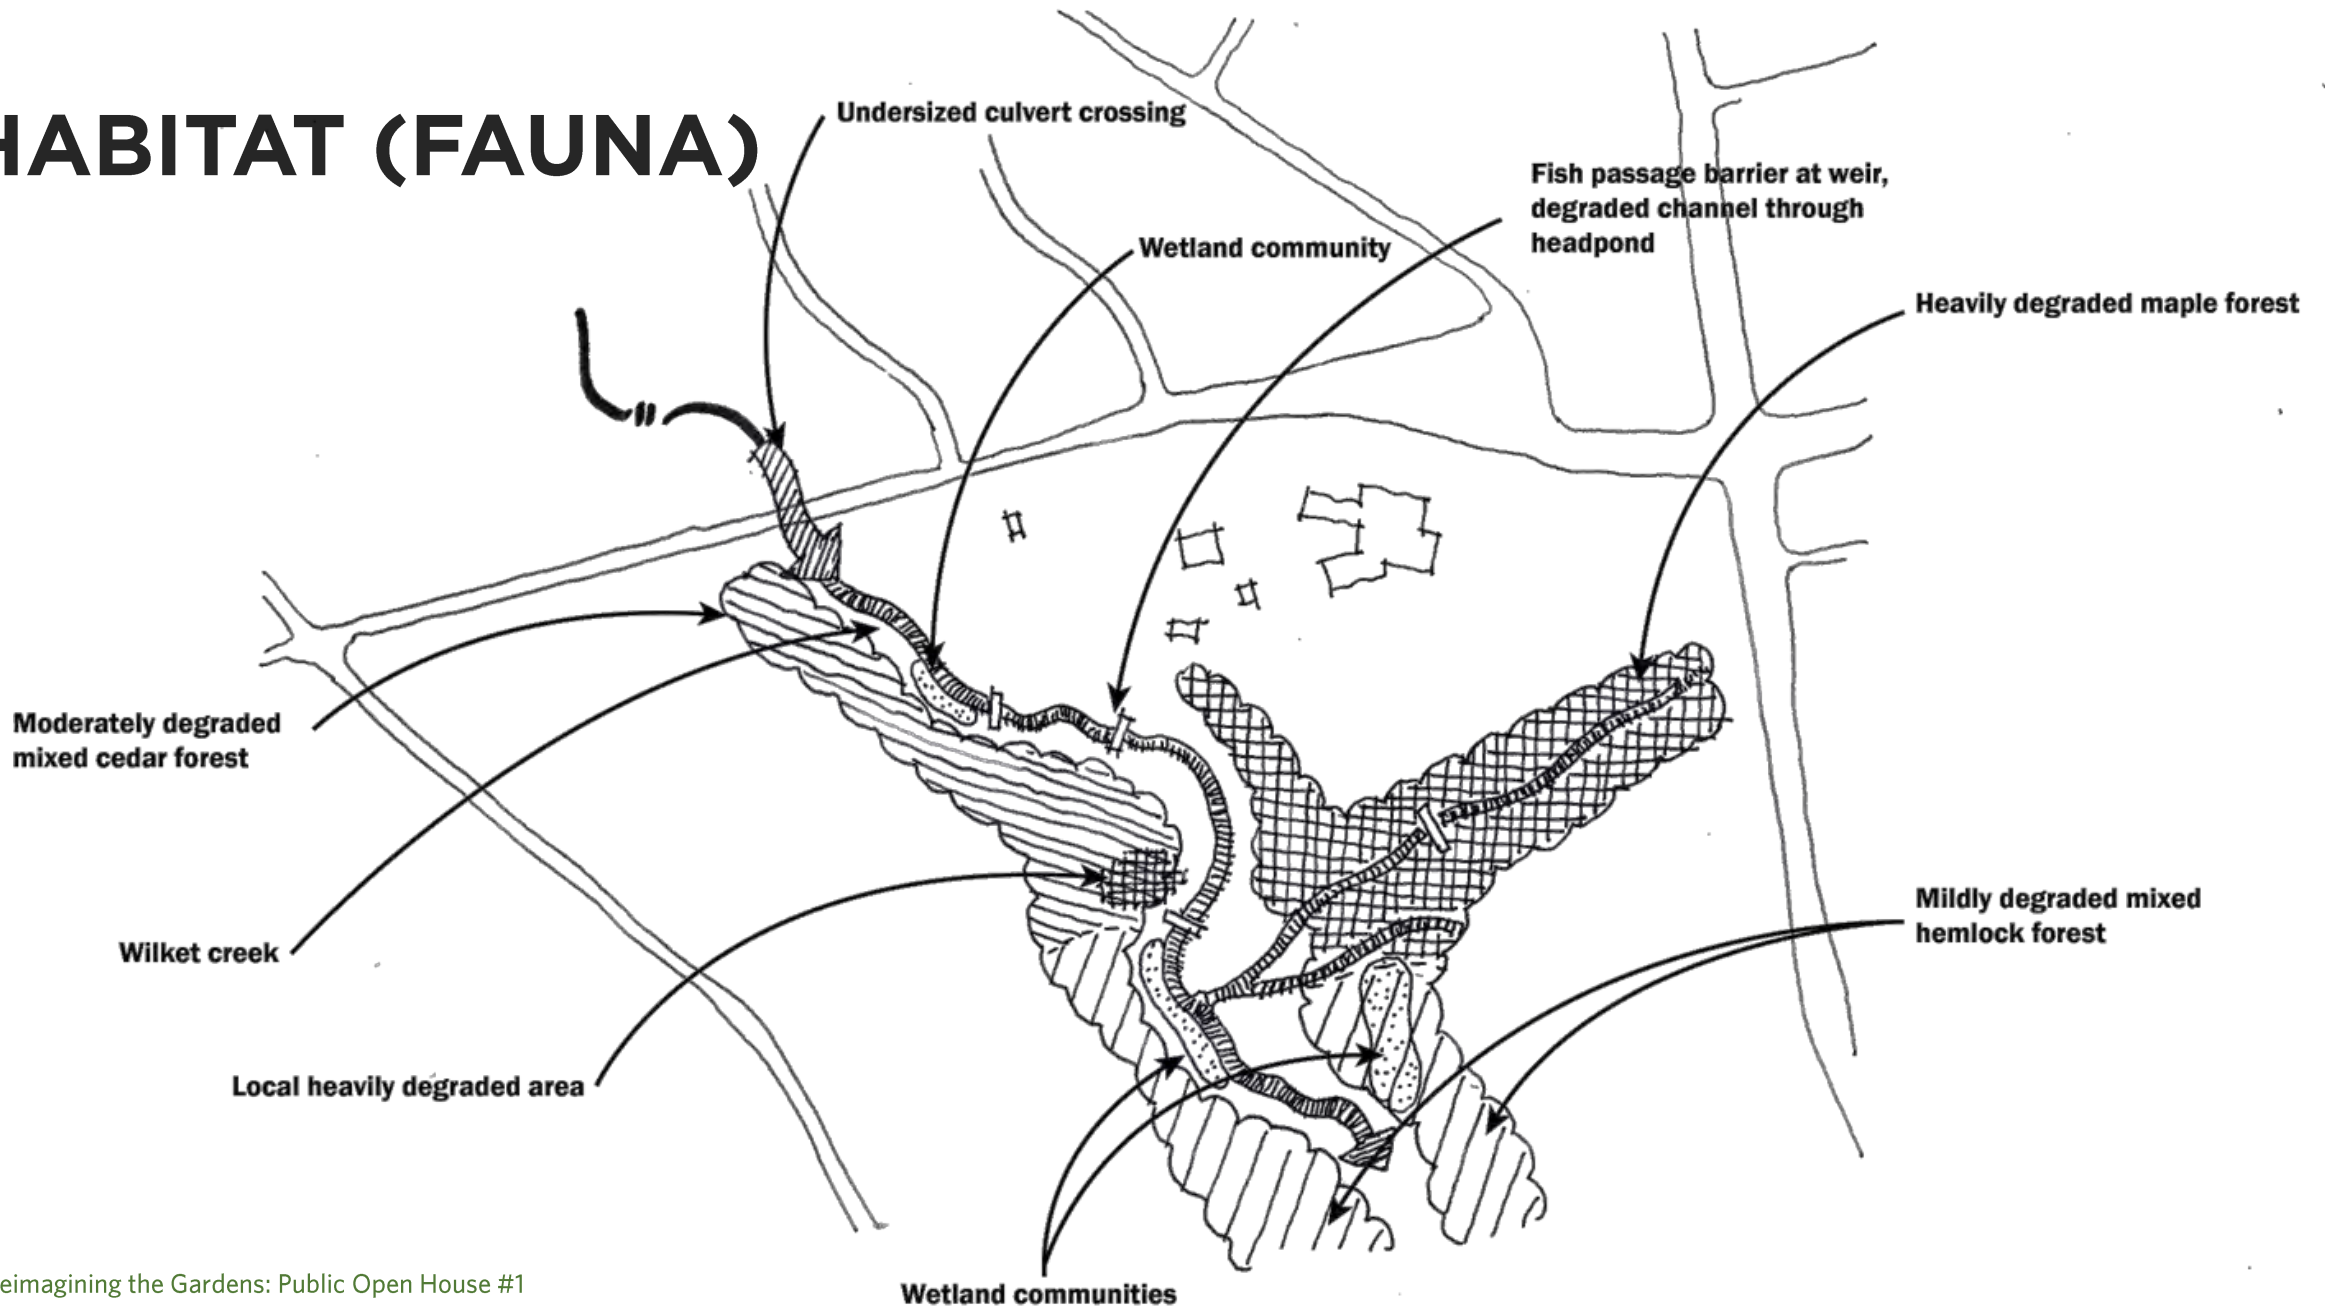 HABITAT (FAUNA)
Undersized culvert crossing
Fish passage barrier at weir,
degraded channel through
headpond
Wetland community
Heavily degraded maple forest
Moderately degraded
mixed cedar forest
Wilket creek
Mildly degraded mixed
hemlock forest
Local heavily degraded area
eimagining the Gardens: Public Open House #1
Wetland communities